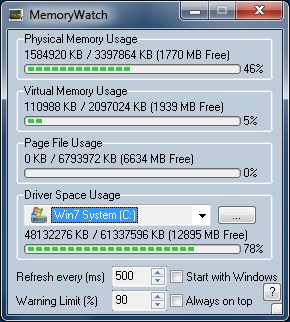 MemoryWatch
Physical Memory Usage
1584920 KB / 3397864 KB (1770 MB Free)
46%
Virtual Memory Usage
110988 KB / 2097024 KB (1939 MB Free)
5%
Page File Usage
0 KB / 6793972 KB (6634 MB Free)
0%
Driver Space Usage
Win7 System (C:)
...
48132276 KB / 61337596 KB (12895 MB Free)
78%
Refresh every (ms) 500 Start with Windows
Warning Limit (%) 90 Always on top
?